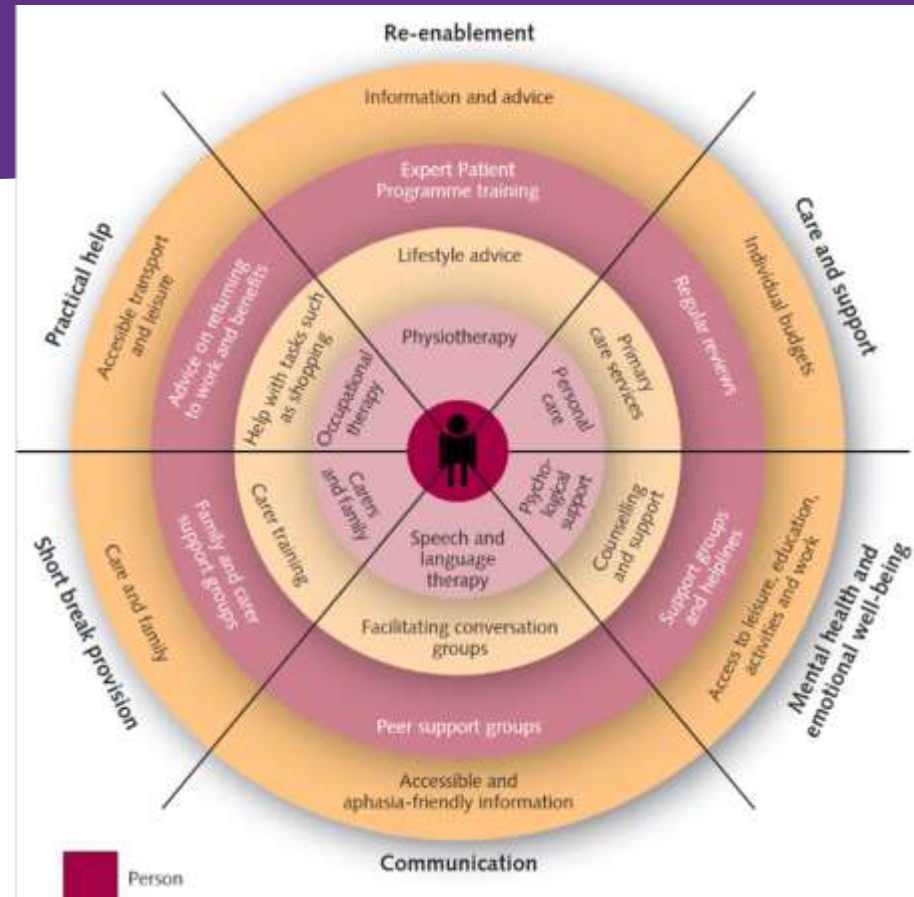 Re-enablement
Information and advice
Expert Patient
Programme training
Lifestyle advice
Physiotherapy
Care and support
Individual budgets
Regular reviews
Primary
care services
Personal
care
Mental health and
emotional well-being
Access to leisure, education,
activities and work
Support groups
and helplines
Counselling
and support
Psycho-
logical
support
Communication
Accessible and
aphasia-friendly information
Peer support groups
Facilitating conversation
groups
Speech and
language
therapy
Short break provision
Care and family
Family and carer
support groups
Carer training
Carers
and family
Practical help
Accessible transport
and leisure
Advice on returning
to work and benefits
Help with tasks such
as shopping
Occupational
therapy
Person